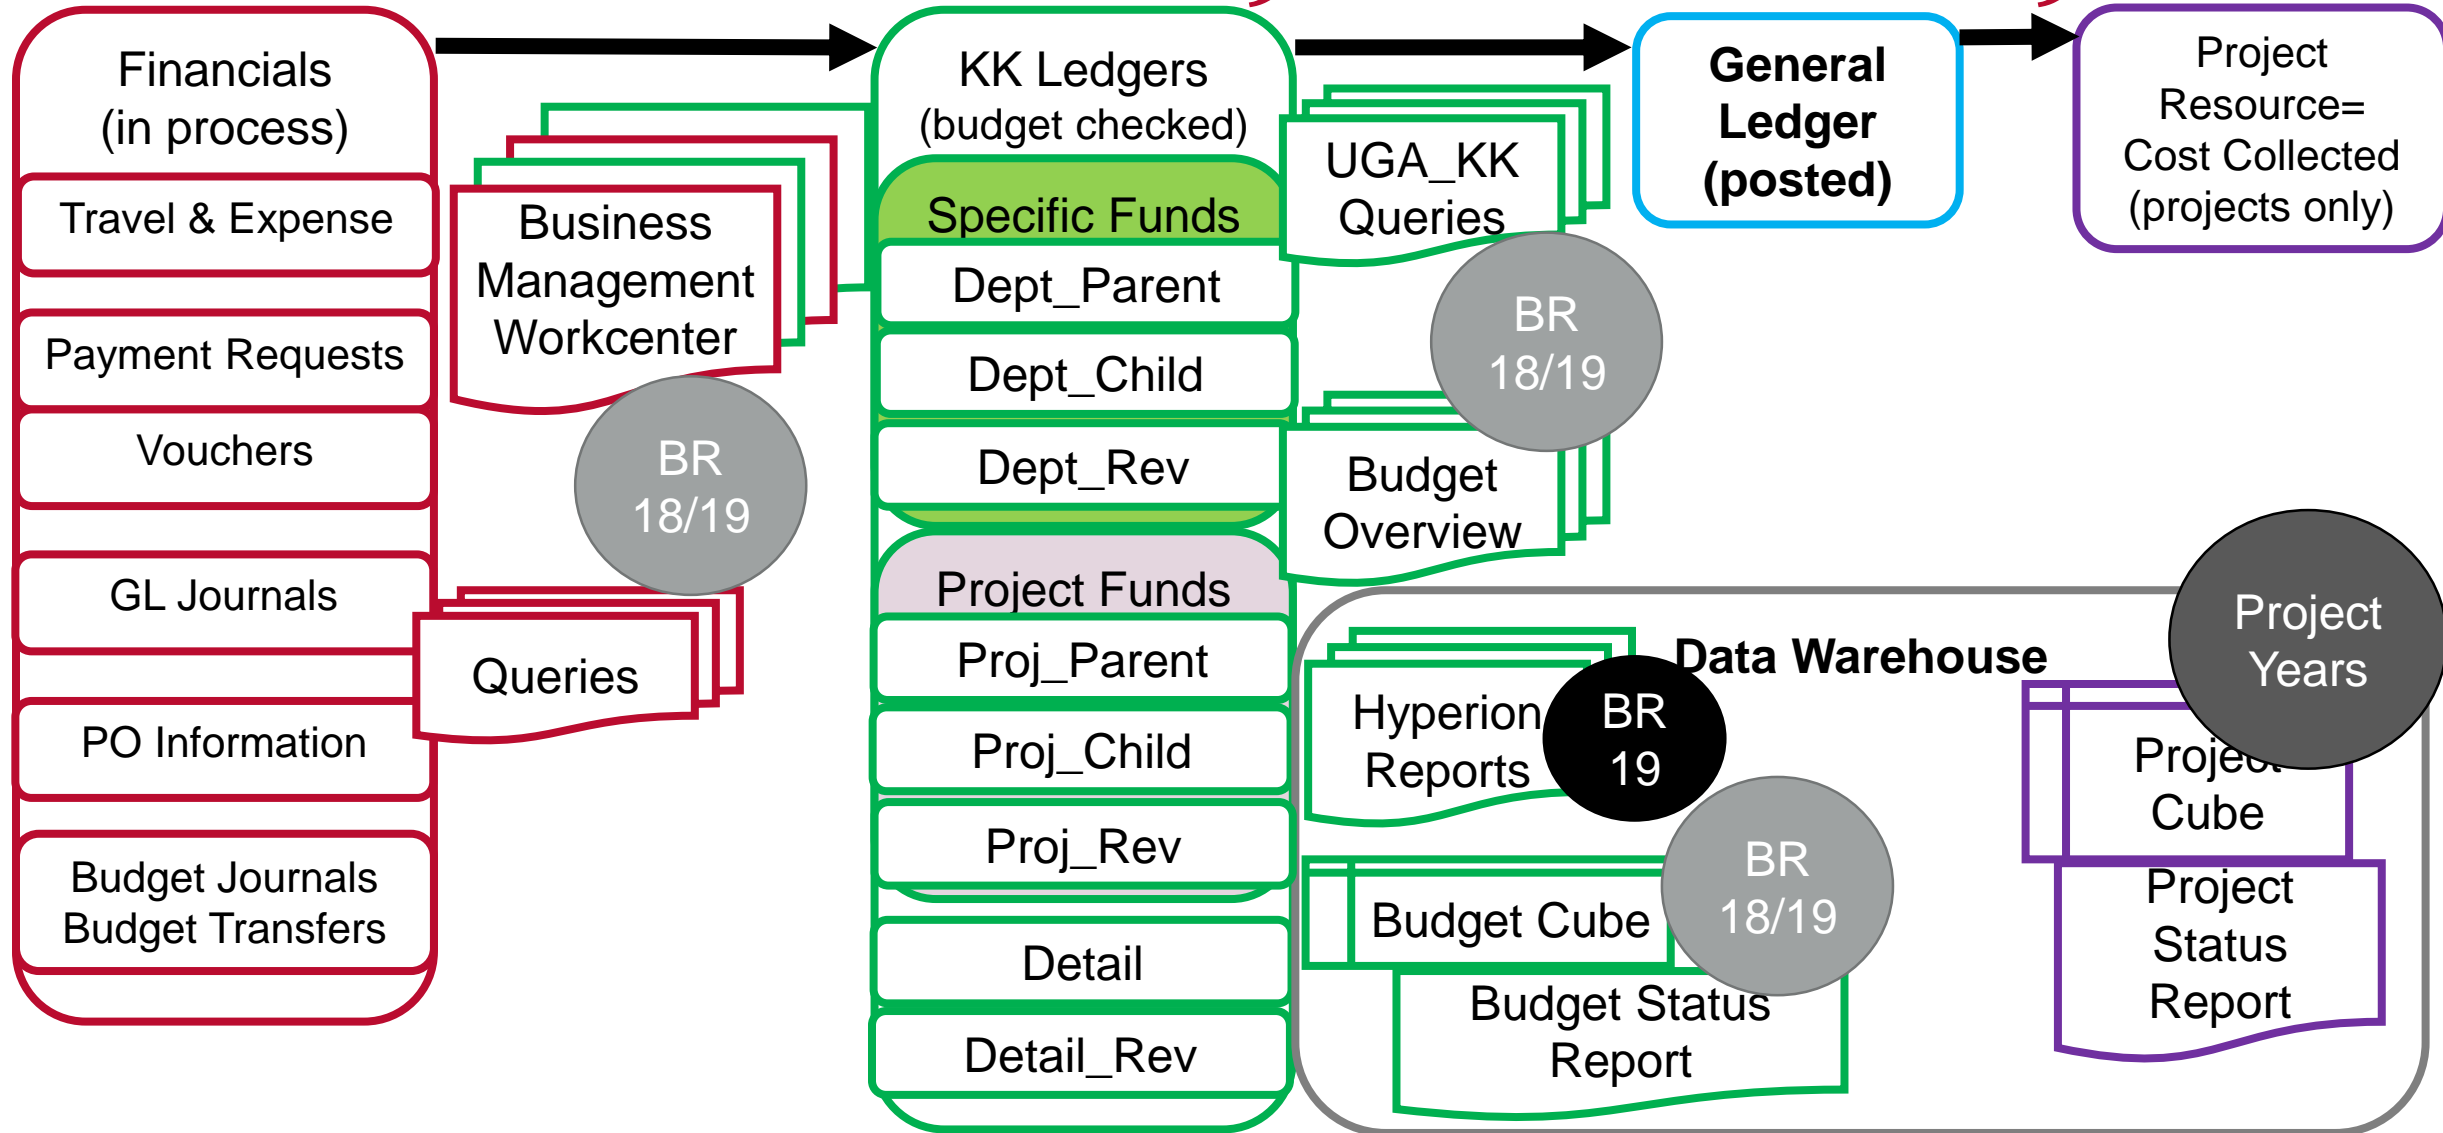 Financials
(in process)
Travel & Expense
Payment Requests
Vouchers
GL Journals
PO Information
Budget Journals
Budget Transfers
Business
Management
Workcenter
BR
18/19
Queries
KK Ledgers
(budget checked)
Specific Funds
Dept_Parent
Dept_Child
Dept_Rev
Project Funds
Proj_Parent
Proj_Child
Proj_Rev
Detail
Detail_Rev
UGA_KK
Queries
BR
18/19
Budget
Overview
General
Ledger
(posted)
Project
Resource=
Cost Collected
(projects only)
Data Warehouse
Hyperion
Reports
BR
19
Budget Cube
BR
18/19
Budget Status
Report
Project
Years
Project
Cube
Project
Status
Report